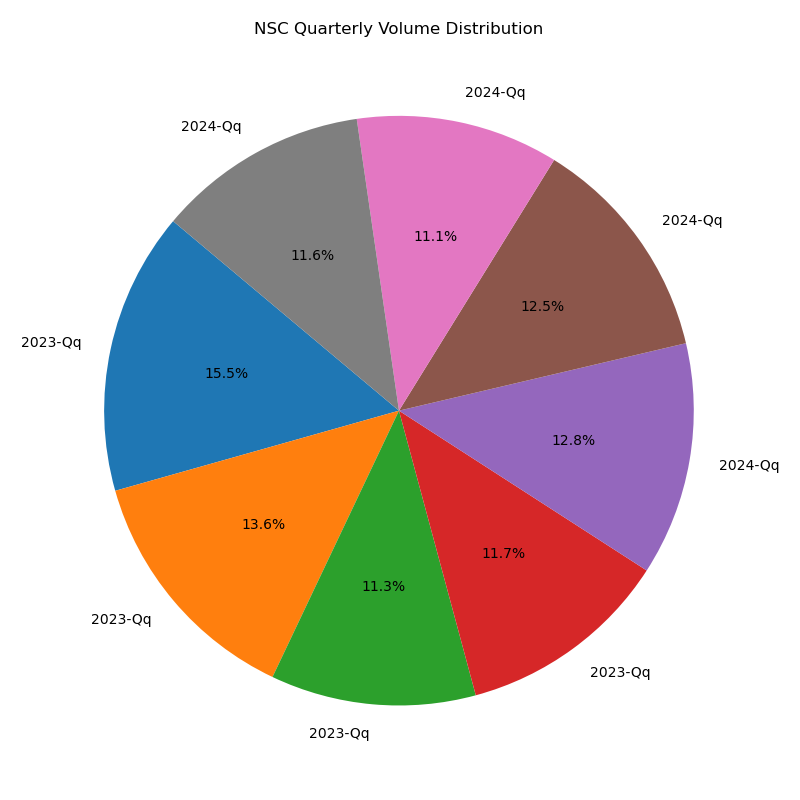 NSC Quarterly Volume Distribution
2024-Qq
2024-Qq
2024-Qq
11.1%
11.6%
12.5%
2023-Qq
15.5%
12.8%
2024-Qq
13.6%
11.7%
11.3%
2023-Qq
2023-Qq
2023-Qq